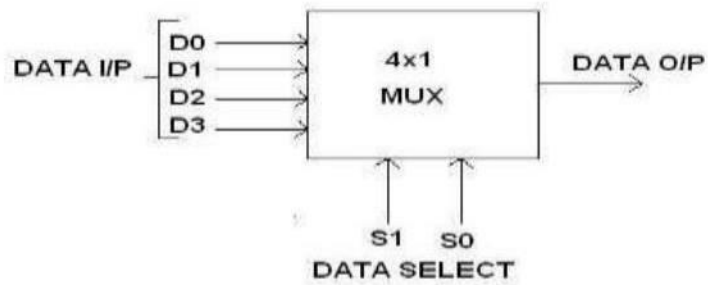 DATA I/P
D0
D1
D2
D3
4x1
MUX
DATA O/P
S1 S0
DATA SELECT